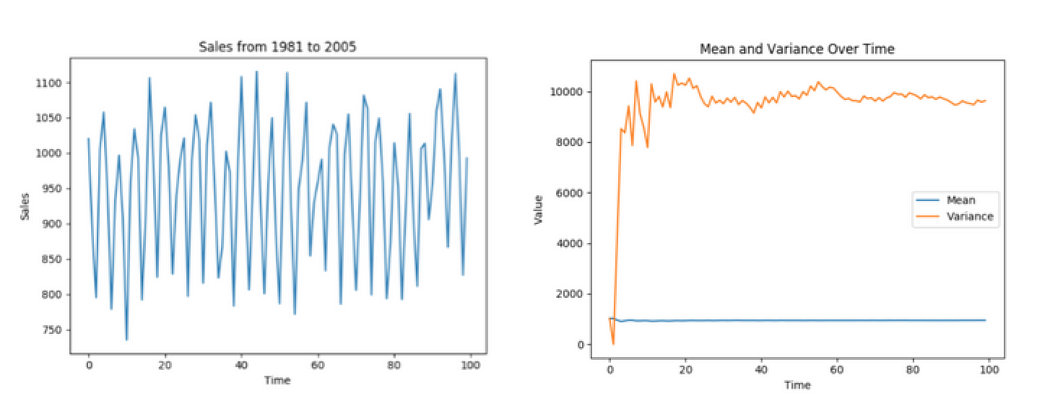 Sales from 1981 to 2005
1100
1050
1000
950
900
850
800
750
Sales
0 20 40 60 80 100
Time
Mean and Variance Over Time
10000
8000
6000
4000
2000
0
Value
Mean
Variance
0 20 40 60 80 100
Time